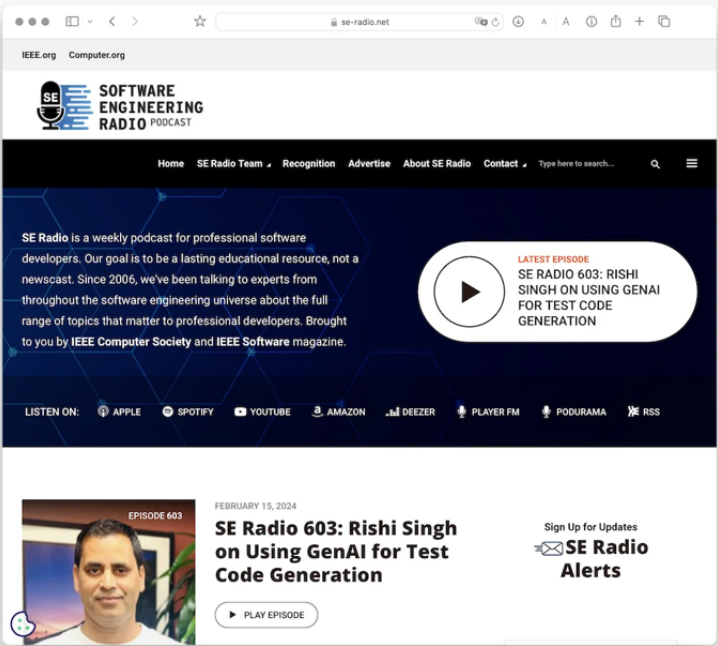 se-radio.net
A A
IEEE.org Computer.org
SE
SOFTWARE
ENGINEERING
RADIO PODCAST
Home SE Radio Team Recognition Advertise About SE Radio Contact Type here to search...
SE Radio is a weekly podcast for professional software
developers. Our goal is to be a lasting educational resource, not a
newscast. Since 2006, we've been talking to experts from
throughout the software engineering universe about the full
range of topics that matter to professional developers. Brought
to you by IEEE Computer Society and IEEE Software magazine.
LATEST EPISODE
SE RADIO 603: RISHI
SINGH ON USING GENAI
FOR TEST CODE
GENERATION
LISTEN ON: APPLE SPOTIFY YOUTUBE AMAZON DEEZER PLAYER FM PODURAMA RSS
EPISODE 603
FEBRUARY 15, 2024
SE Radio 603: Rishi Singh
on Using GenAI for Test
Code Generation
PLAY EPISODE
Sign Up for Updates
SE Radio
Alerts